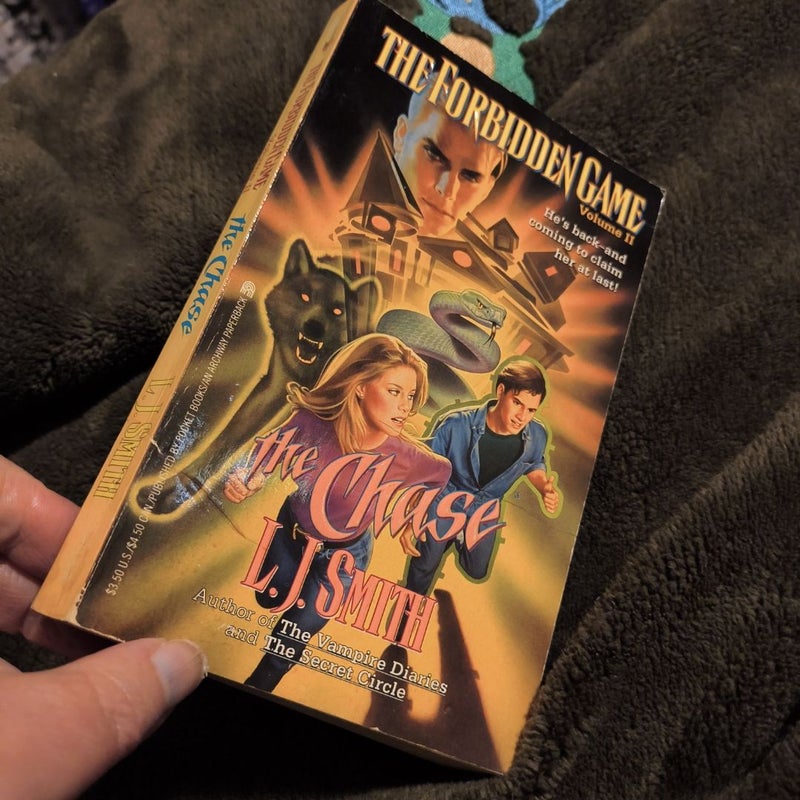 THE FORBIDDEN GAME
Volume II
He's back–and
coming to claim
her at last!
the Chase
L. J. SMITH
Author of The Vampire Diaries
and The Secret Circle
$3.50 U.S./$4.50 CAN./PUBLISHED BY POCKET BOOKS/AN ARCHWAY PAPERBACK
THE FORBIDDEN GAME
the Chase
L. J. SMITH